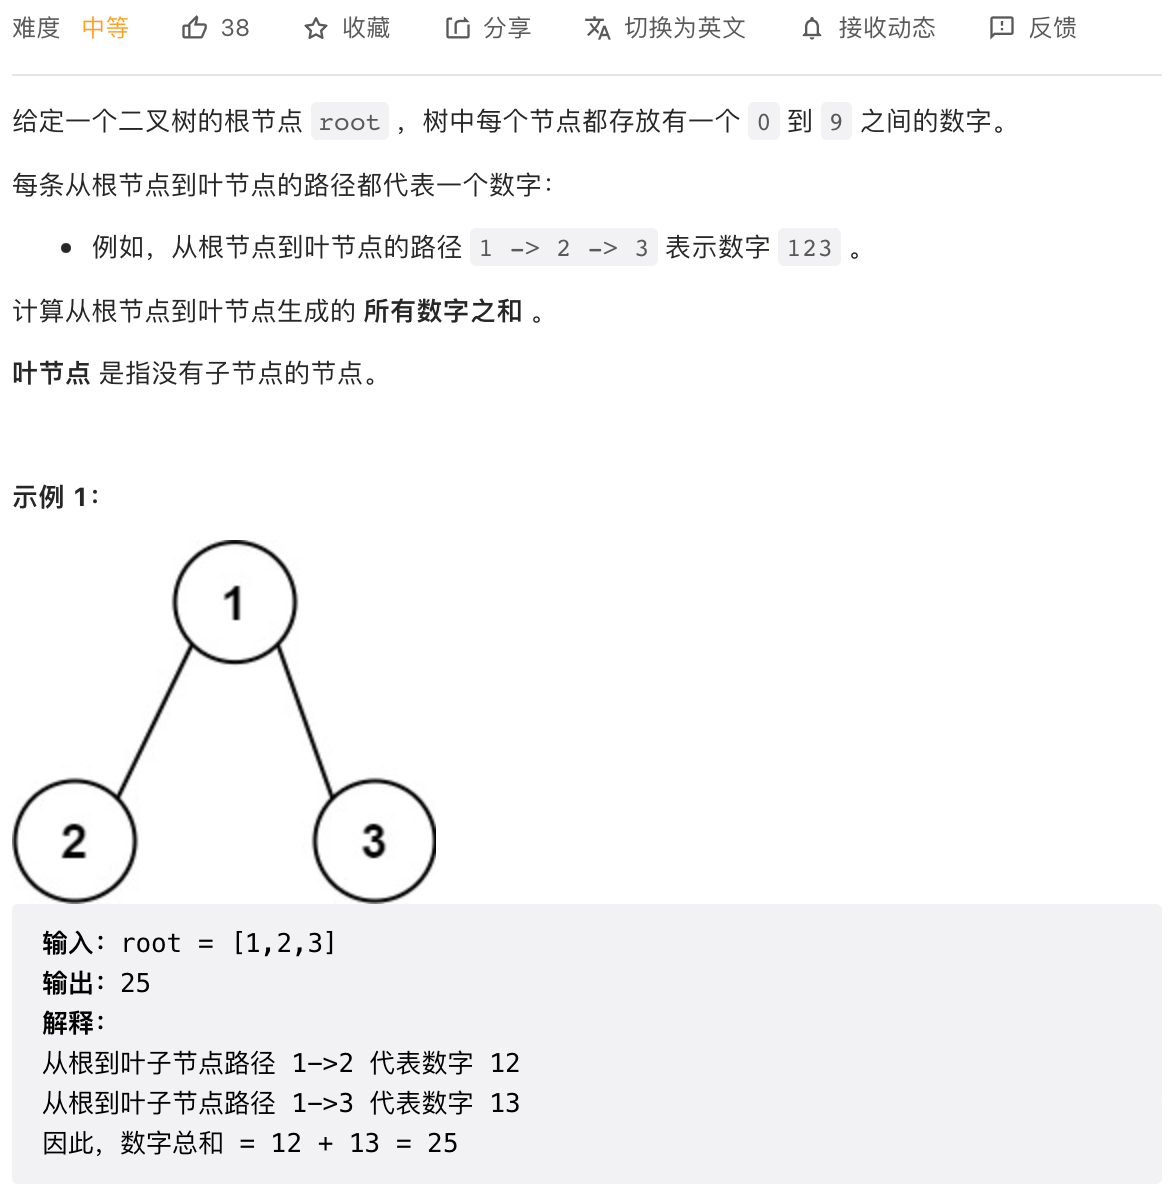 难度 中等 38 收藏 分享 切换为英文 接收动态 反馈
给定一个二叉树的根节点 root ，树中每个节点都存放有一个 0 到 9 之间的数字。
每条从根节点到叶节点的路径都代表一个数字：
• 例如，从根节点到叶节点的路径 1 -> 2 -> 3 表示数字 123 。
计算从根节点到叶节点生成的 所有数字之和 。
叶节点 是指没有子节点的节点。
示例 1：
1
2 3
输入：root = [1,2,3]
输出：25
解释：
从根到叶子节点路径 1->2 代表数字 12
从根到叶子节点路径 1->3 代表数字 13
因此，数字总和 = 12 + 13 = 25